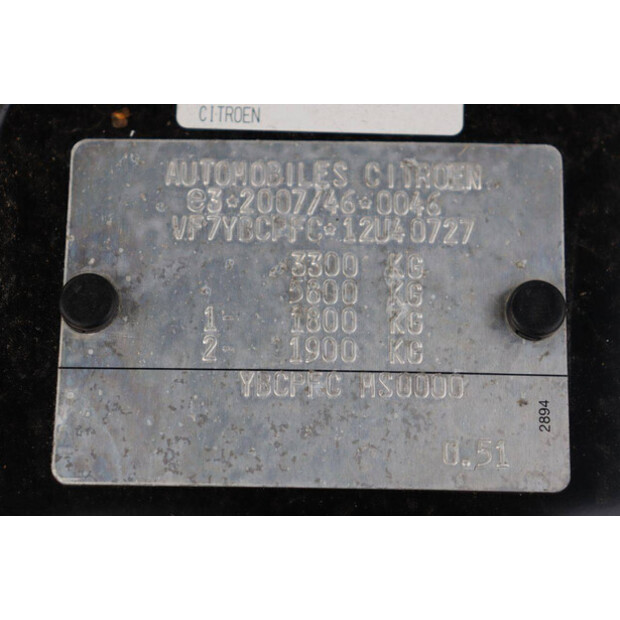 CITROEN
AUTOMOBILES CITROEN
e3*2007/46*0046
VF7YBCPFC*12U40727
3300 KG
5800 KG
1- 1800 KG
2- 1900 KG
YBCPFC MS0000
2894
0.51